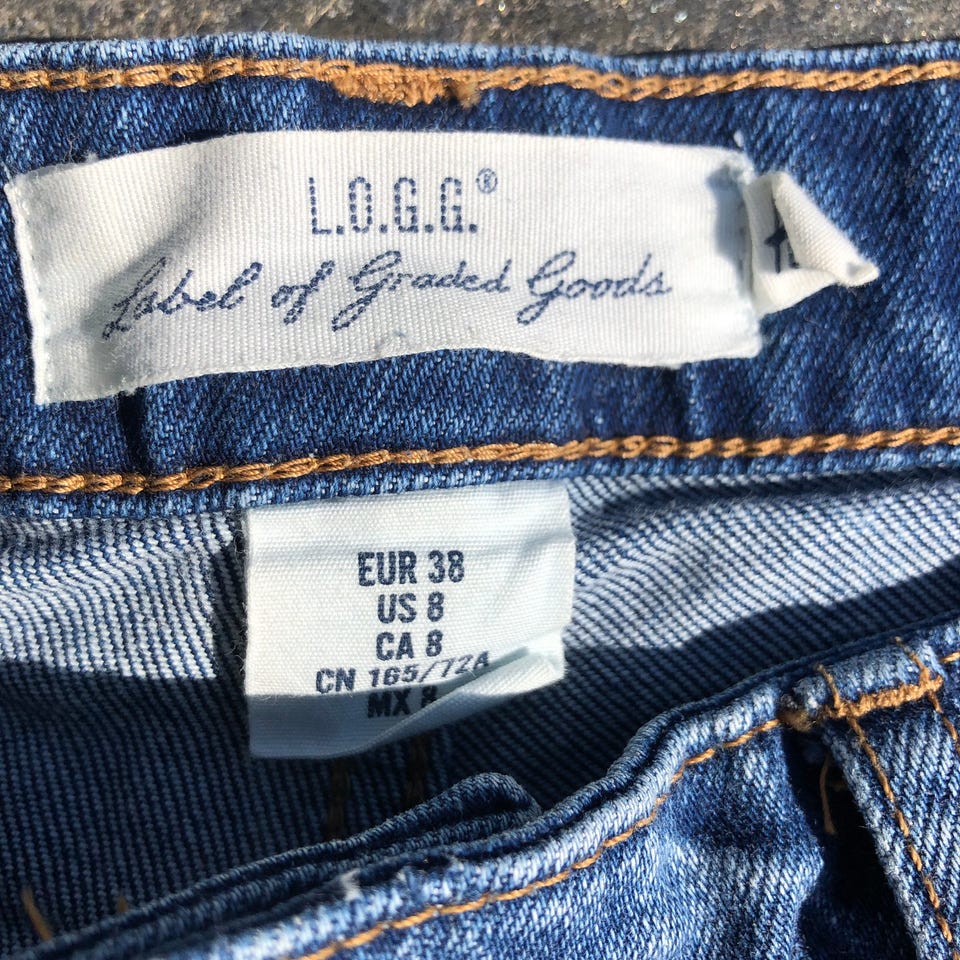 L.O.G.G.®
Label of Graded Goods
EUR 38
US 8
CA 8
CN 165/72A
MX 8